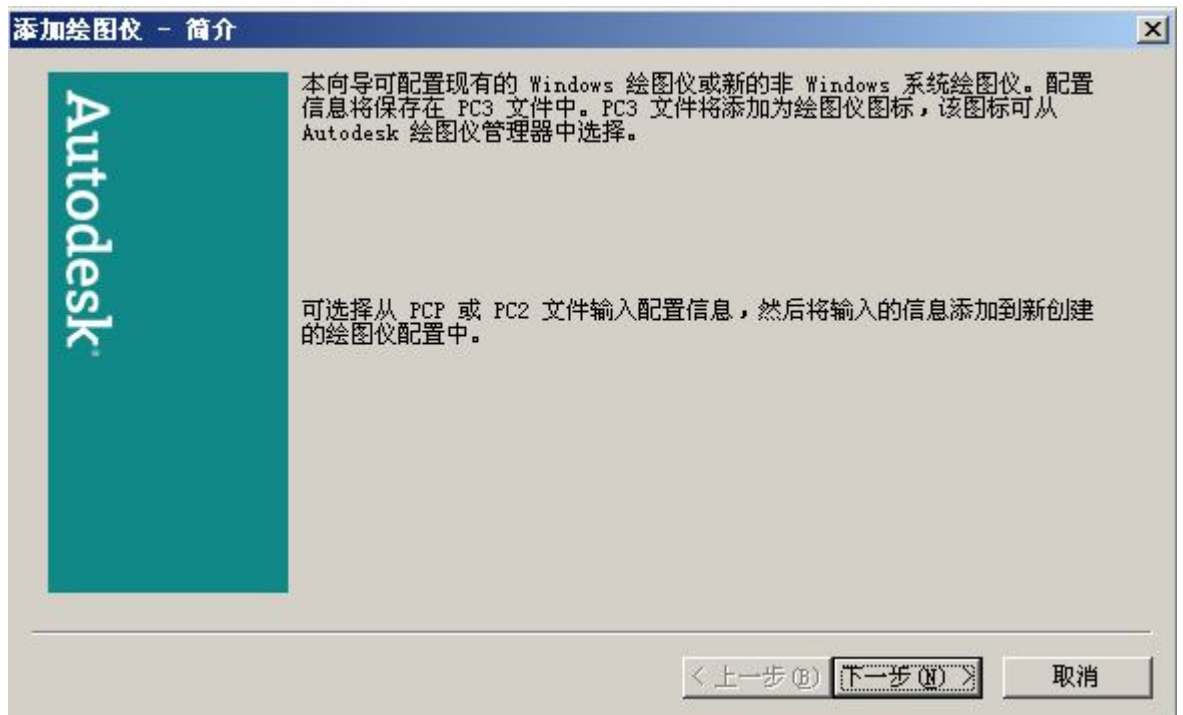 添加绘图仪 - 简介
Autodesk
本向导可配置现有的 Windows 绘图仪或新的非 Windows 系统绘图仪。配置
信息将保存在 PC3 文件中。PC3 文件将添加为绘图仪图标，该图标可从
Autodesk 绘图仪管理器中选择。
可选择从 PCP 或 PC2 文件输入配置信息，然后将输入的信息添加到新创建
的绘图仪配置中。
< 上一步(B) 下一步(N) > 取消